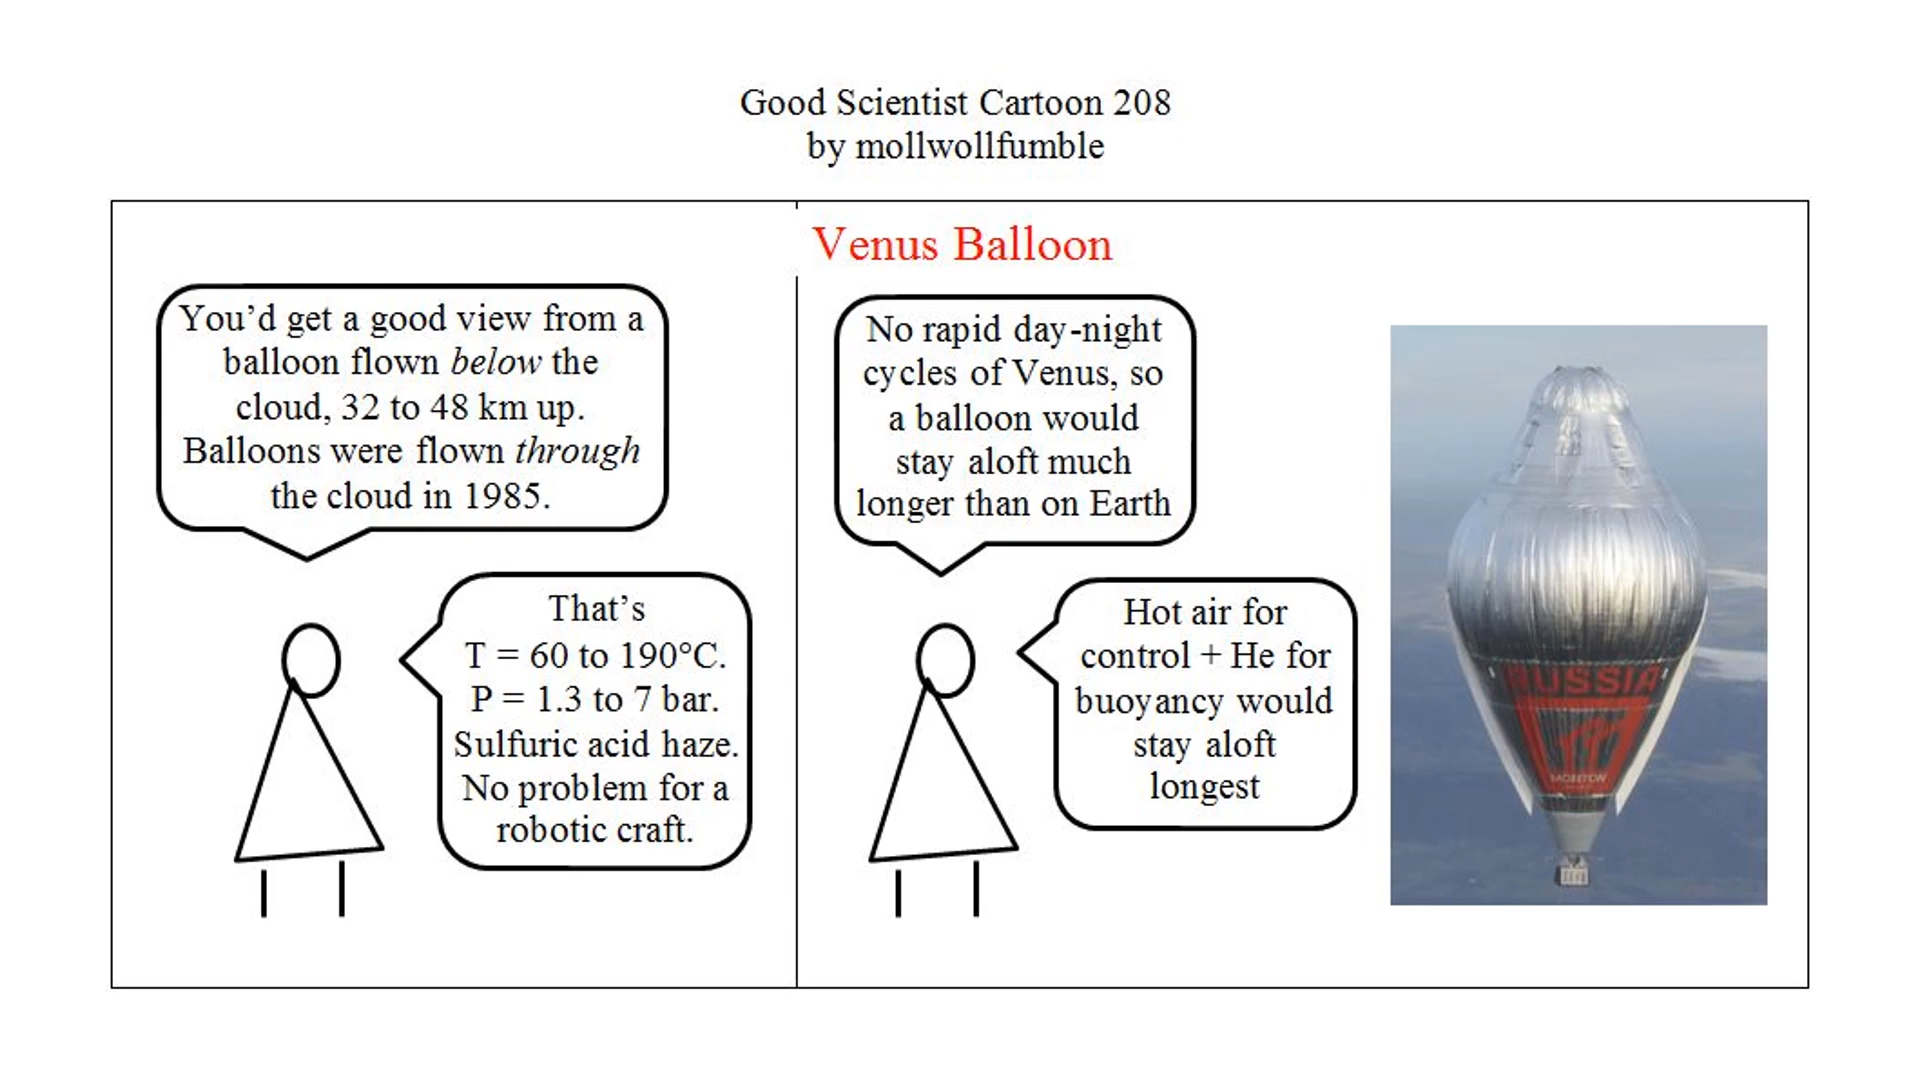 Good Scientist Cartoon 208
by mollwollfumble
Venus Balloon
You’d get a good view from a
balloon flown below the
cloud, 32 to 48 km up.
Balloons were flown through
the cloud in 1985.
That’s
T = 60 to 190°C.
P = 1.3 to 7 bar.
Sulfuric acid haze.
No problem for a
robotic craft.
No rapid day-night
cycles of Venus, so
a balloon would
stay aloft much
longer than on Earth
Hot air for
control + He for
buoyancy would
stay aloft
longest
RUSSIA